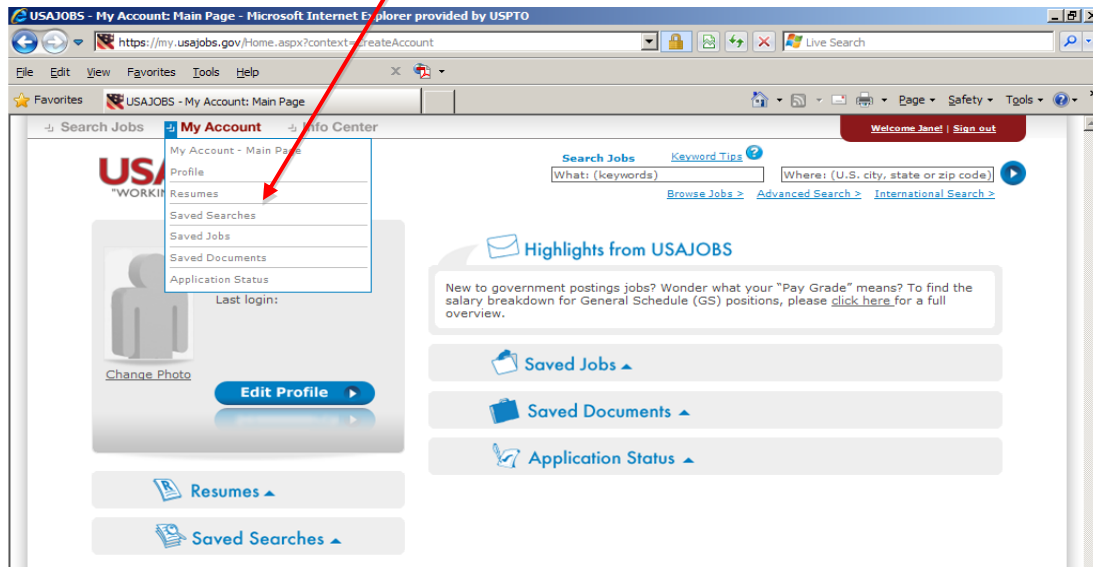 USAJOBS - My Account: Main Page - Microsoft Internet Explorer provided by USPTO
https://my.usajobs.gov/Home.aspx?context=CreateAccount
Live Search
File Edit View Favorites Tools Help
Favorites USAJOBS - My Account: Main Page
Page Safety Tools
Search Jobs My Account Info Center
Welcome Jane! | Sign out
My Account - Main Page
Profile
Resumes
Saved Searches
Saved Jobs
Saved Documents
Application Status
Search Jobs Keyword Tips
What: (keywords) Where: (U.S. city, state or zip code)
Browse Jobs > Advanced Search > International Search >
Last login:
Change Photo
Edit Profile
Resumes
Saved Searches
Highlights from USAJOBS
New to government postings jobs? Wonder what your "Pay Grade" means? To find the
salary breakdown for General Schedule (GS) positions, please click here for a full
overview.
Saved Jobs
Saved Documents
Application Status